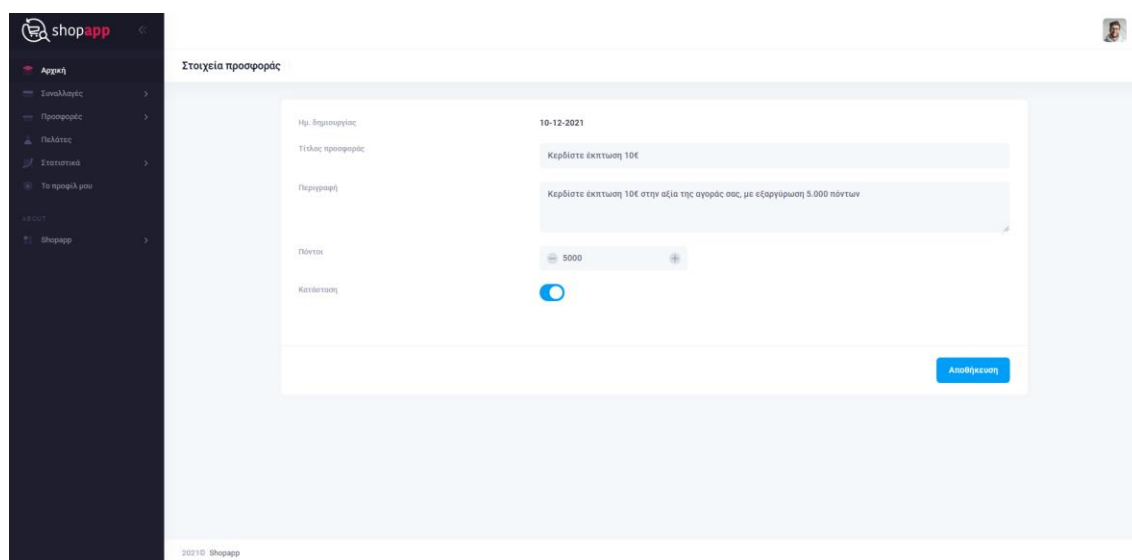 shopapp
Αρχική
Συναλλαγές
Προσφορές
Πελάτες
Στατιστικά
Το προφίλ μου
ABOUT
Shopapp
Στοιχεία προσφοράς
Ημ. δημιουργίας
10-12-2021
Τίτλος προσφοράς
Κερδίστε έκπτωση 10€
Περιγραφή
Κερδίστε έκπτωση 10€ στην αξία της αγοράς σας, με εξαργύρωση 5.000 πόντων
Πόντοι
5000
Κατάσταση
Αποθήκευση
2021© Shopapp